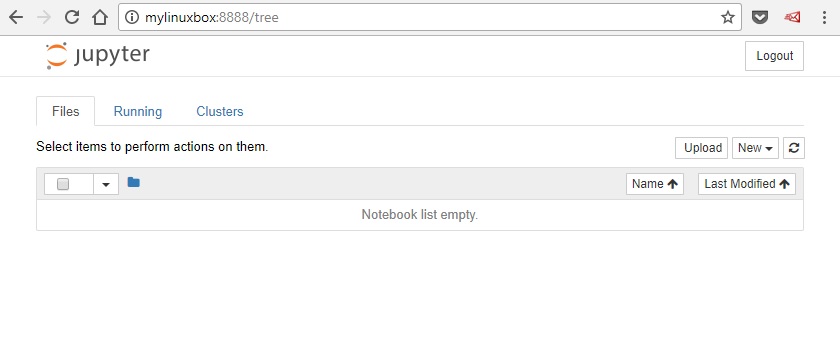 mylinuxbox:8888/tree
jupyter
Logout
Files Running Clusters
Select items to perform actions on them.
Upload New
Name Last Modified
Notebook list empty.